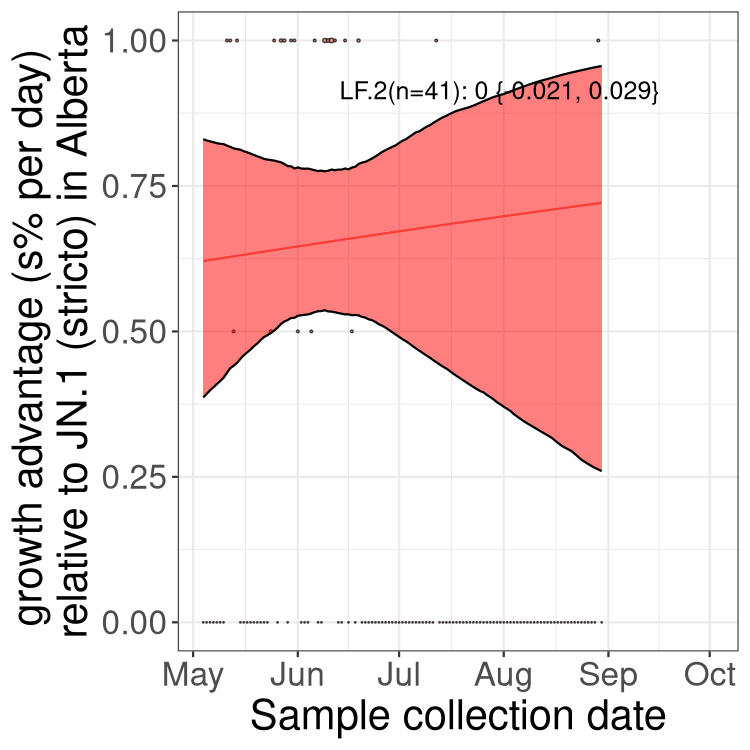 growth advantage (s% per day)
relative to JN.1 (stricto) in Alberta
1.00
0.75
0.50
0.25
0.00
LF.2(n=41): 0 {-0.021, 0.029}
May Jun Jul Aug Sep Oct
Sample collection date